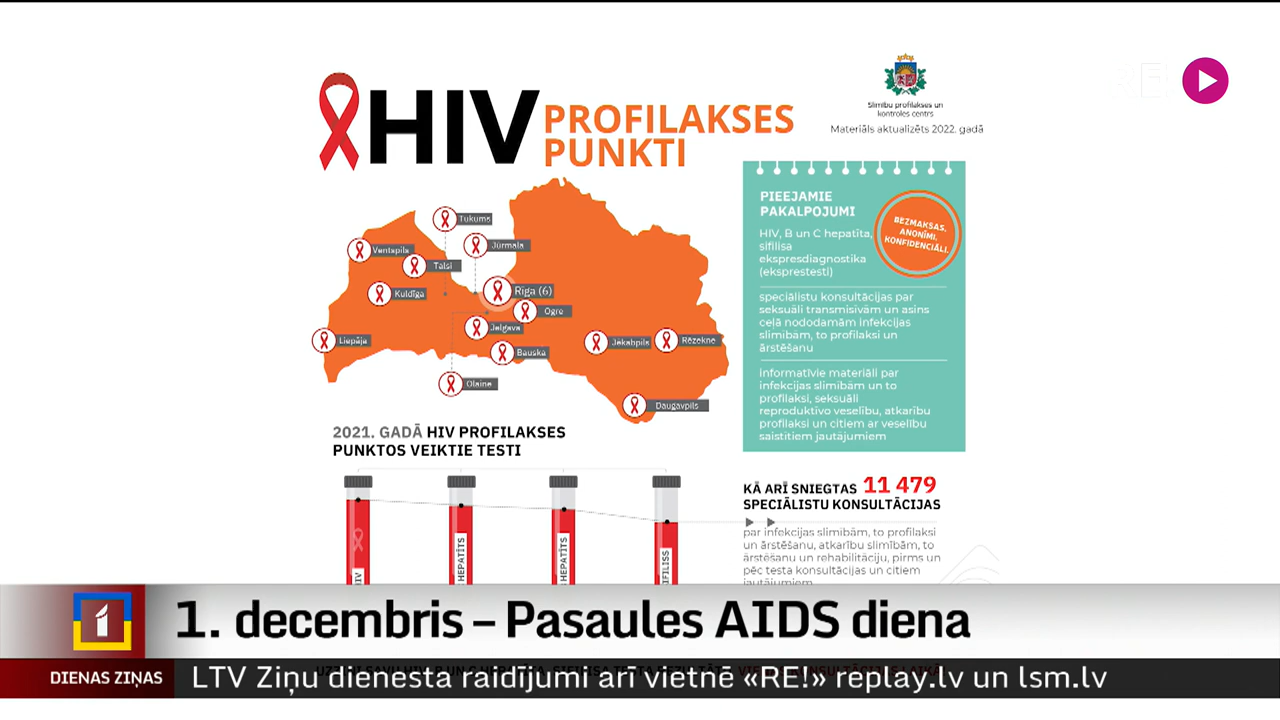 HIV PROFILAKSES
PUNKTI
Slimību profilakses un
kontroles centrs
Materiāls aktualizēts 2022. gadā
RE
Tukums
Jūrmala
Ventspils
Talsi
Kuldīga
Rīga (6)
Ogre
Jelgava
Liepāja
Bauska
Jēkabpils
Rēzekne
Olaine
Daugavpils
PIEEJAMIE
PAKALPOJUMI
BEZMAKSAS,
ANONĪMI,
KONFIDENCIĀLI.
HIV, B un C hepatīta,
sifilisa
ekspresdiagnostika
(eksprestesti)
speciālistu konsultācijas par
seksuāli transmisīvām un asins
ceļā nododamām infekcijas
slimībām, to profilaksi un
ārstēšanu
informatīvie materiāli par
infekcijas slimībām un to
profilaksi, seksuāli
reproduktīvo veselību, atkarību
profilaksi un citiem ar veselību
saistītiem jautājumiem
2021. GADĀ HIV PROFILAKSES
PUNKTOS VEIKTIE TESTI
HIV
HEPATĪTS
HEPATĪTS
SIFILISS
KĀ ARĪ SNIEGTAS 11 479
SPECIĀLISTU KONSULTĀCIJAS
par infekcijas slimībām, to profilaksi
un ārstēšanu, atkarību slimībām, to
ārstēšanu un rehabilitāciju, pirms un
pēc testa konsultācijas un citiem
jautājumiem
1
1. decembris – Pasaules AIDS diena
DIENAS ZIŅAS
LTV Ziņu dienesta raidījumi arī vietnē «RE!» replay.lv un lsm.lv